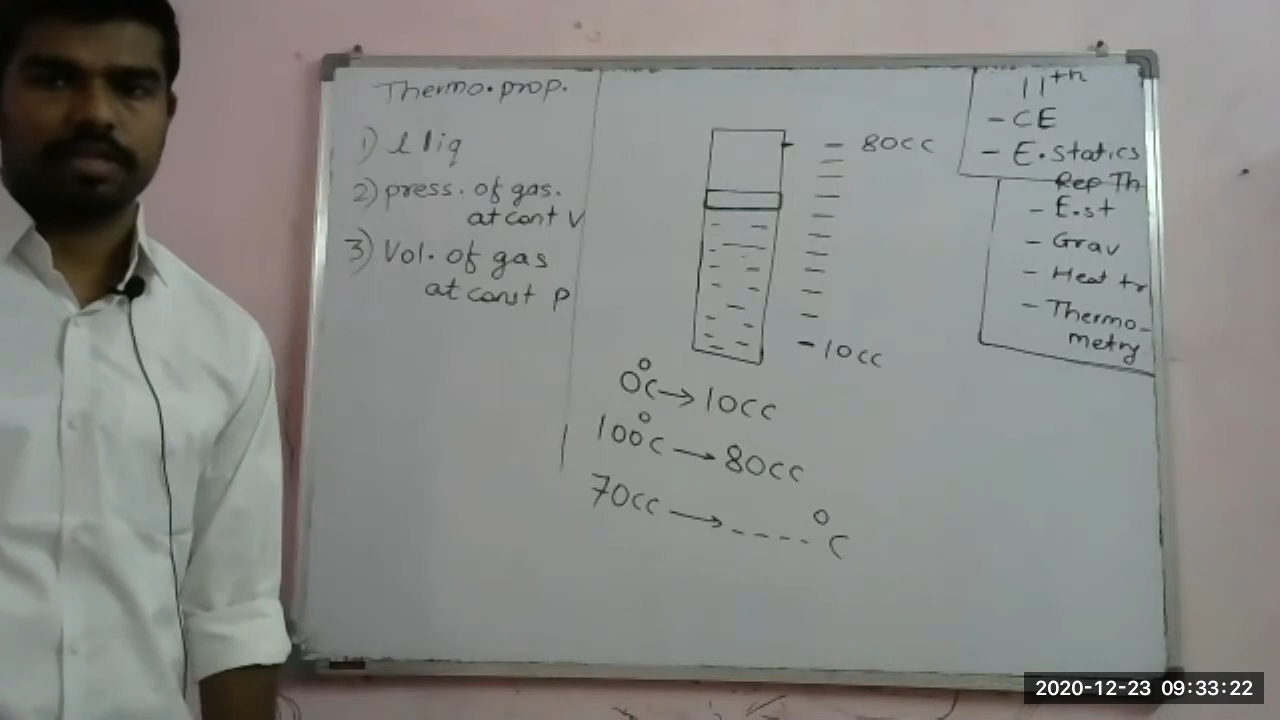 Thermo. prop.
1) l liq
2) press. of gas.
at cont V
3) Vol. of gas
at const P
80cc
10cc
0°C → 10cc
100°C → 80cc
70cc → ----- °C
11th
- CE
- E.statics
Rep Th
- E.st
- Grav
- Heat tr
- Thermo-
metry
2020-12-23 09:33:22